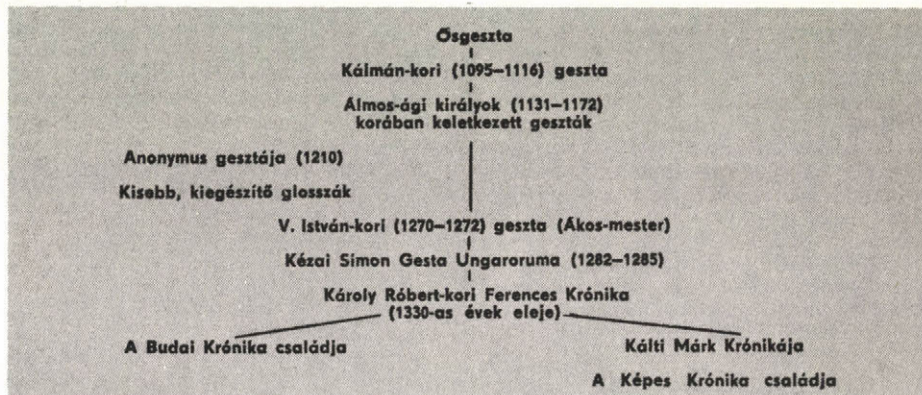 Ősgeszta
Kálmán-kori (1095–1116) geszta
Álmos-ági királyok (1131–1172)
korában keletkezett geszták
Anonymus gesztája (1210)
Kisebb, kiegészítő glosszák
V. István-kori (1270–1272) geszta (Ákos-mester)
Kézai Simon Gesta Ungaroruma (1282–1285)
Károly Róbert-kori Ferences Krónika
(1330-as évek eleje)
A Budai Krónika családja
Kálti Márk Krónikája
A Képes Krónika családja